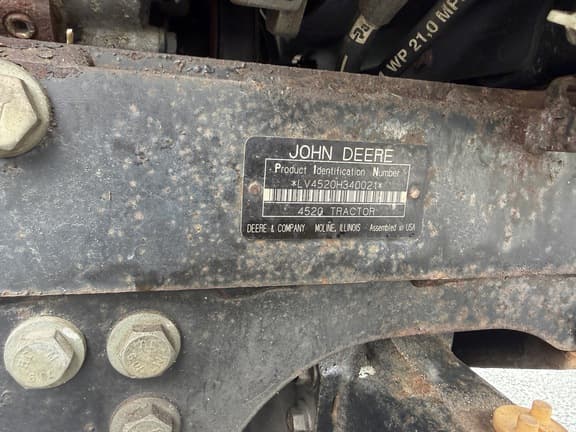 WP 21,0 MP
JOHN DEERE
Product Identification Number
*LV4520H340021*
4520 TRACTOR
DEERE & COMPANY MOLINE, ILLINOIS Assembled in USA